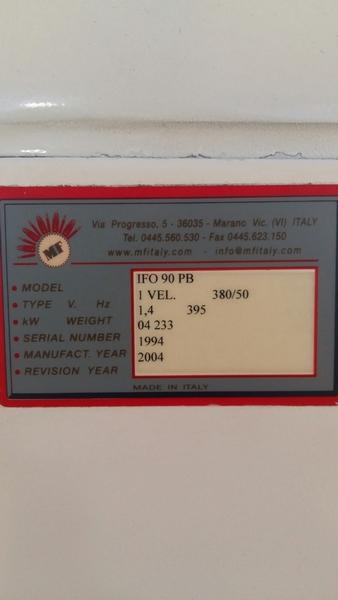 Via Progresso, 5 - 36035 - Marano Vic. (VI) ITALY
Tel. 0445.560.530 - Fax 0445.623.150
www.mfitaly.com - info@mfitaly.com
MF
• MODEL IFO 90 PB
• TYPE V. Hz 1 VEL. 380/50
• kW WEIGHT 1,4 395
• SERIAL NUMBER 04 233
• MANUFACT. YEAR 1994
• REVISION YEAR 2004
MADE IN ITALY